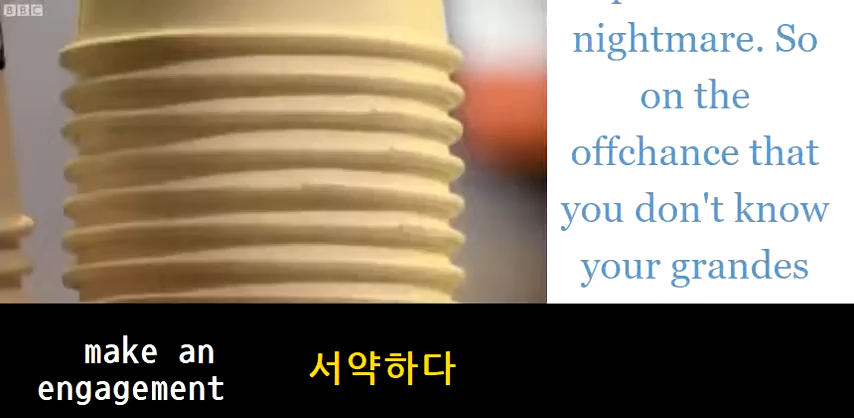 BBC
nightmare. So
on the
offchance that
you don't know
your grandes
make an
engagement
서약하다